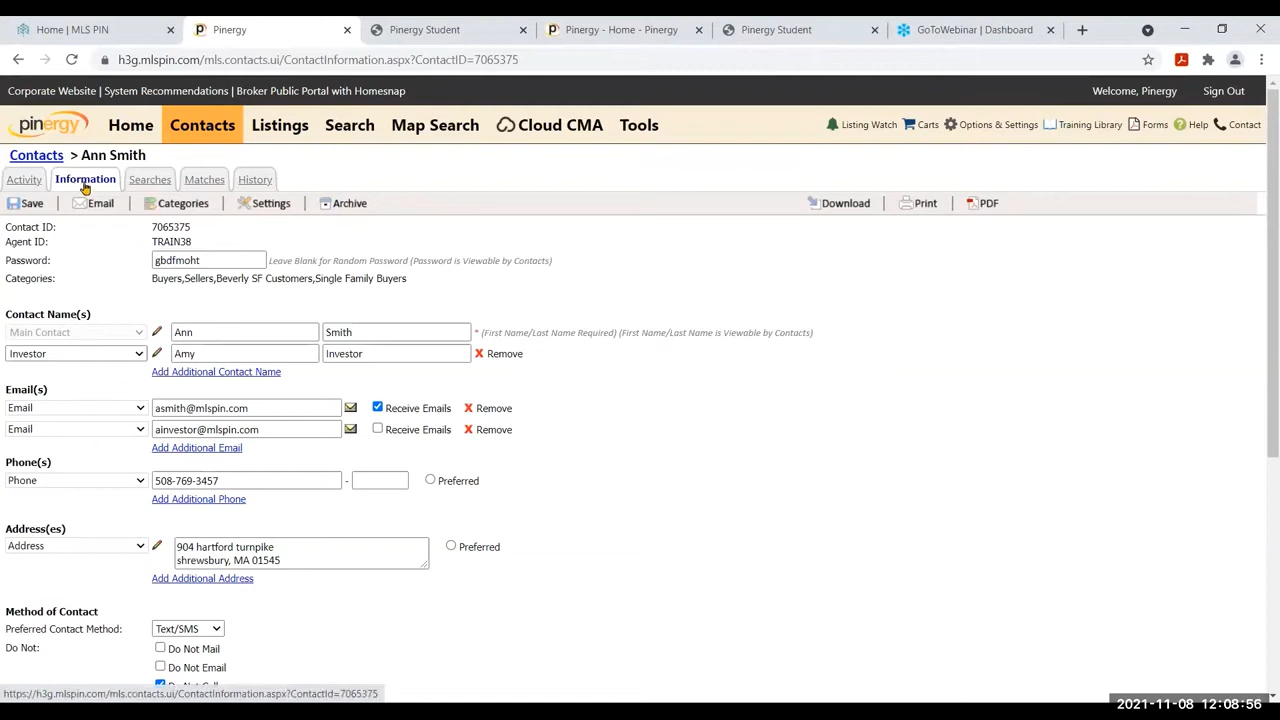 Home | MLS PIN
Pinergy
Pinergy Student
Pinergy - Home - Pinergy
Pinergy Student
GoToWebinar | Dashboard
h3g.mlspin.com/mls.contacts.ui/ContactInformation.aspx?ContactID=7065375
Corporate Website | System Recommendations | Broker Public Portal with Homesnap
Welcome, Pinergy
Sign Out
pinergy
Home
Contacts
Listings
Search
Map Search
Cloud CMA
Tools
Listing Watch
Carts
Options & Settings
Training Library
Forms
Help
Contact
Contacts > Ann Smith
Activity
Information
Searches
Matches
History
Save
Email
Categories
Settings
Archive
Download
Print
PDF
Contact ID: 7065375
Agent ID: TRAIN38
Password: gbdfmoht Leave Blank for Random Password (Password is Viewable by Contacts)
Categories: Buyers,Sellers,Beverly SF Customers,Single Family Buyers
Contact Name(s)
Main Contact Ann Smith * (First Name/Last Name Required) (First Name/Last Name is Viewable by Contacts)
Investor Amy Investor X Remove
Add Additional Contact Name
Email(s)
Email asmith@mlspin.com Receive Emails X Remove
Email ainvestor@mlspin.com Receive Emails X Remove
Add Additional Email
Phone(s)
Phone 508-769-3457 - Preferred
Add Additional Phone
Address(es)
Address 904 hartford turnpike
shrewsbury, MA 01545 Preferred
Add Additional Address
Method of Contact
Preferred Contact Method: Text/SMS
Do Not: Do Not Mail
Do Not Email
Do Not Call
https://h3g.mlspin.com/mls.contacts.ui/ContactInformation.aspx?ContactId=7065375
2021-11-08 12:08:56